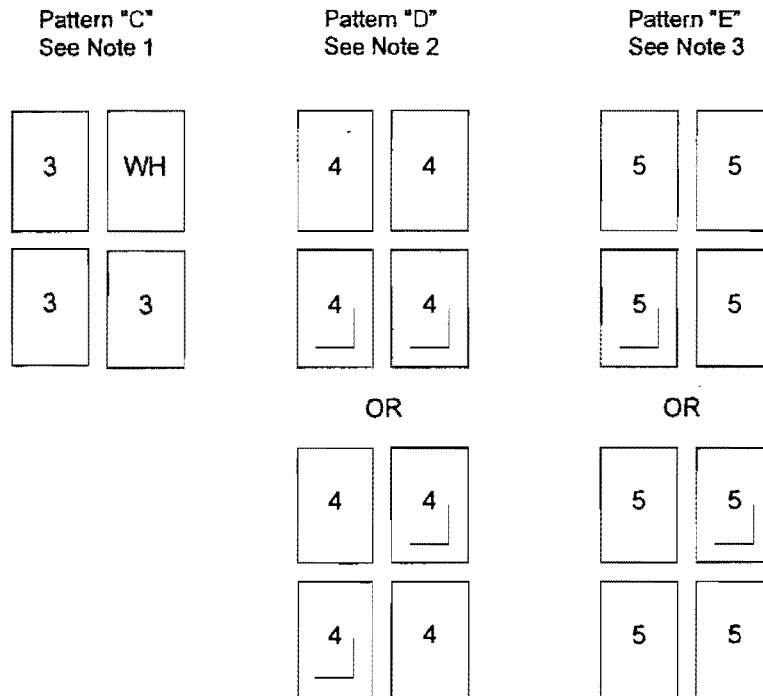 Pattern "C"
See Note 1
Pattern "D"
See Note 2
Pattern "E"
See Note 3
3 WH
3 3
4 4
4 4
OR
4 4
4 4
5 5
5 5
OR
5 5
5 5